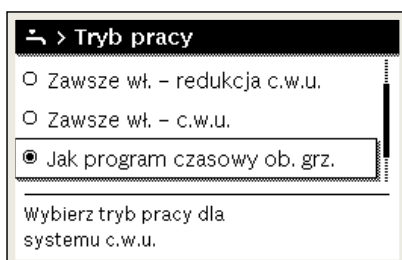 > Tryb pracy
Zawsze wł. – redukcja c.w.u.
Zawsze wł. – c.w.u.
Jak program czasowy ob. grz.
Wybierz tryb pracy dla
systemu c.w.u.